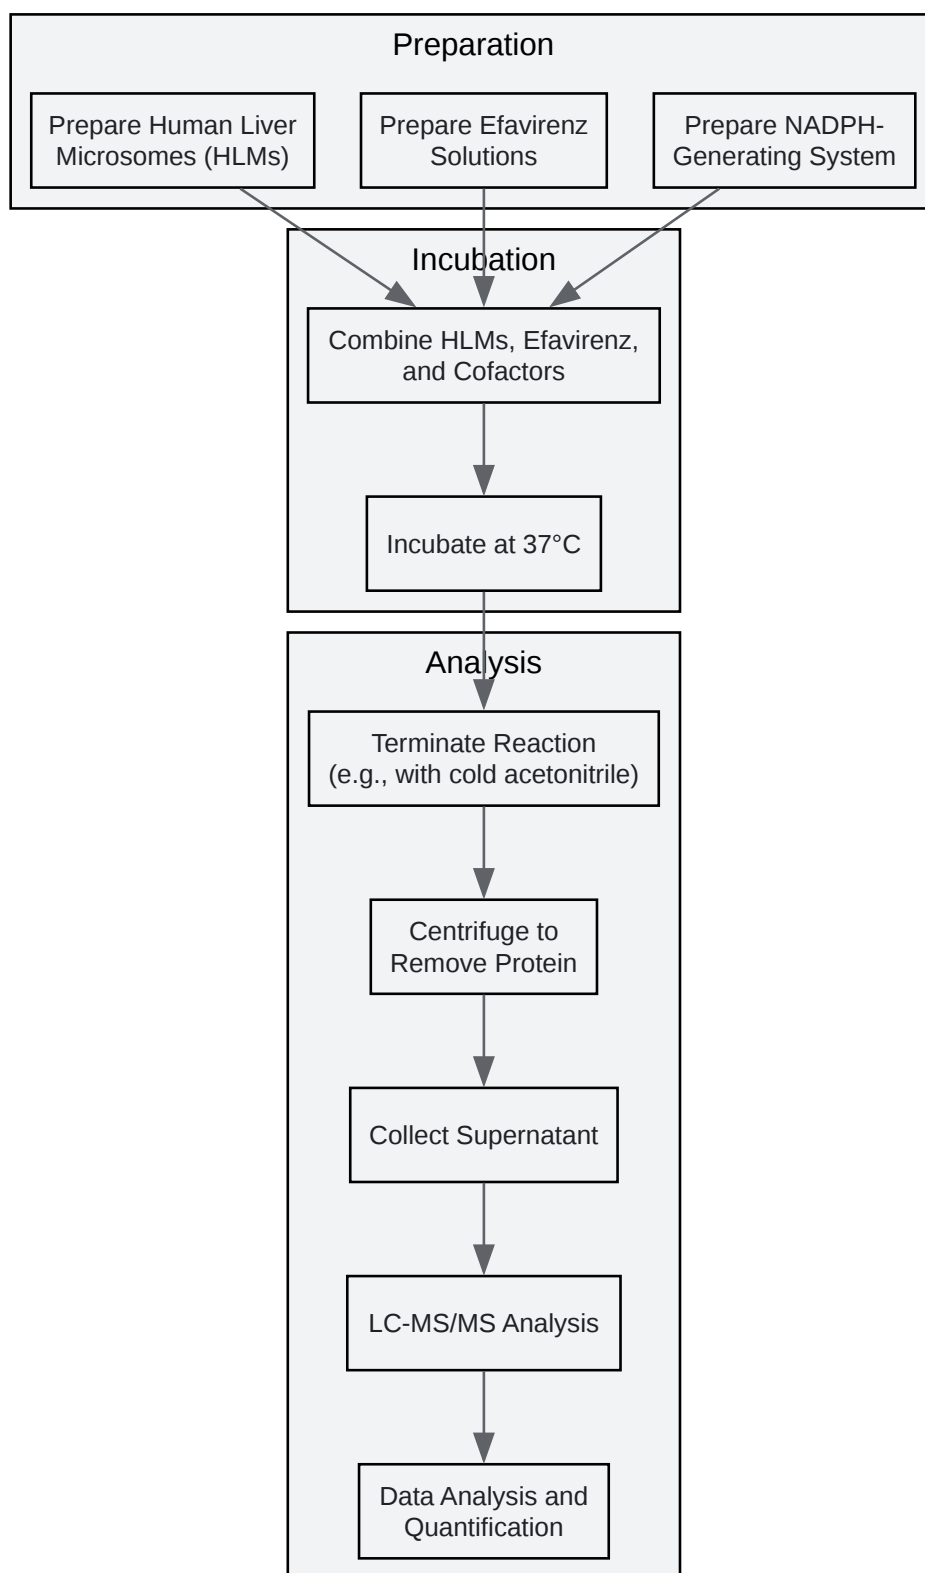 Preparation
Prepare Human Liver
Microsomes (HLMs)
Prepare Efavirenz
Solutions
Prepare NADPH-
Generating System
Incubation
Combine HLMs, Efavirenz,
and Cofactors
Incubate at 37°C
Analysis
Terminate Reaction
(e.g., with cold acetonitrile)
Centrifuge to
Remove Protein
Collect Supernatant
LC-MS/MS Analysis
Data Analysis and
Quantification